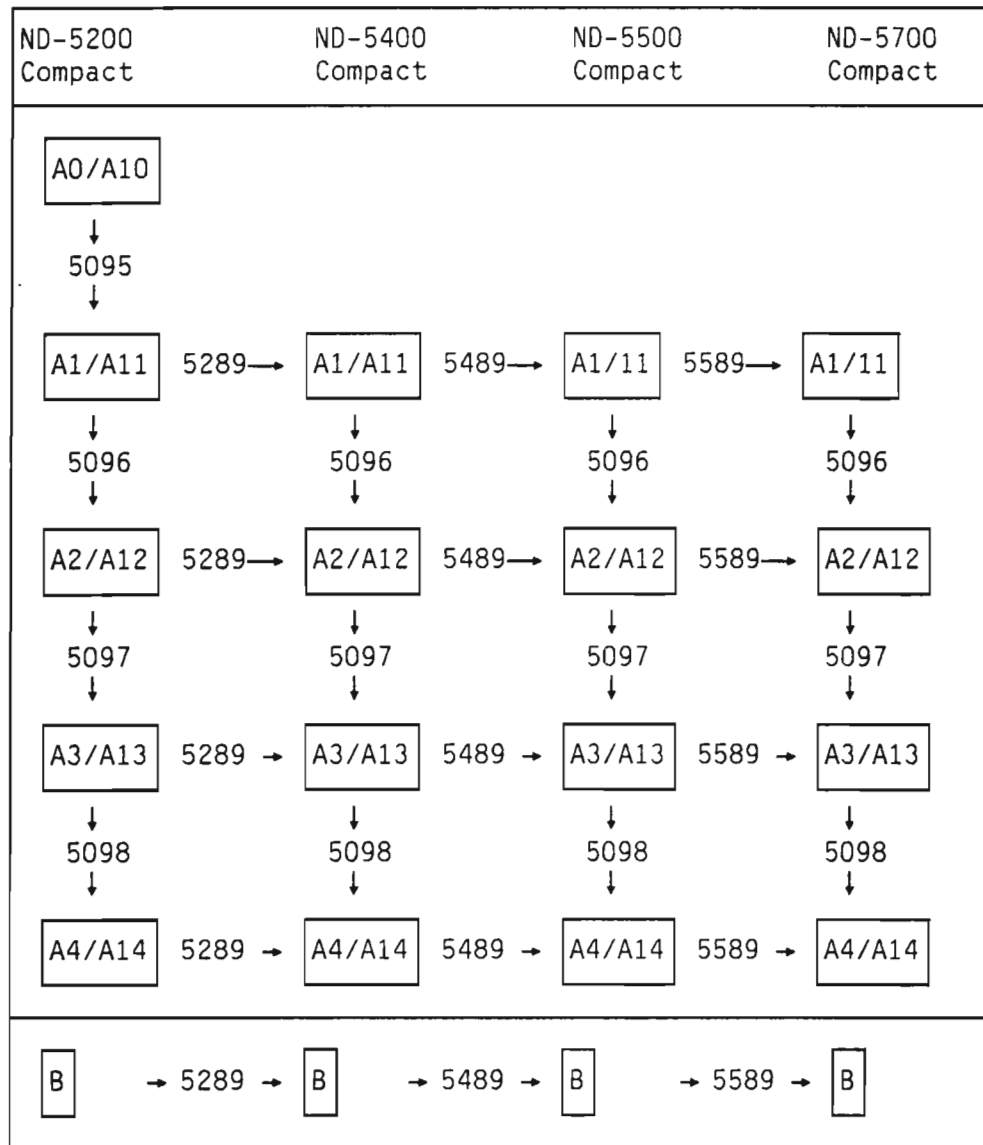 ND-5200 ND-5400 ND-5500 ND-5700
Compact Compact Compact Compact
A0/A10
↓
5095
↓
A1/A11 5289→ A1/A11 5489→ A1/11 5589→ A1/11
↓ ↓ ↓ ↓
5096 5096 5096 5096
↓ ↓ ↓ ↓
A2/A12 5289→ A2/A12 5489→ A2/A12 5589→ A2/A12
↓ ↓ ↓ ↓
5097 5097 5097 5097
↓ ↓ ↓ ↓
A3/A13 5289 → A3/A13 5489 → A3/A13 5589 → A3/A13
↓ ↓ ↓ ↓
5098 5098 5098 5098
↓ ↓ ↓ ↓
A4/A14 5289 → A4/A14 5489 → A4/A14 5589 → A4/A14
B → 5289 → B → 5489 → B → 5589 → B